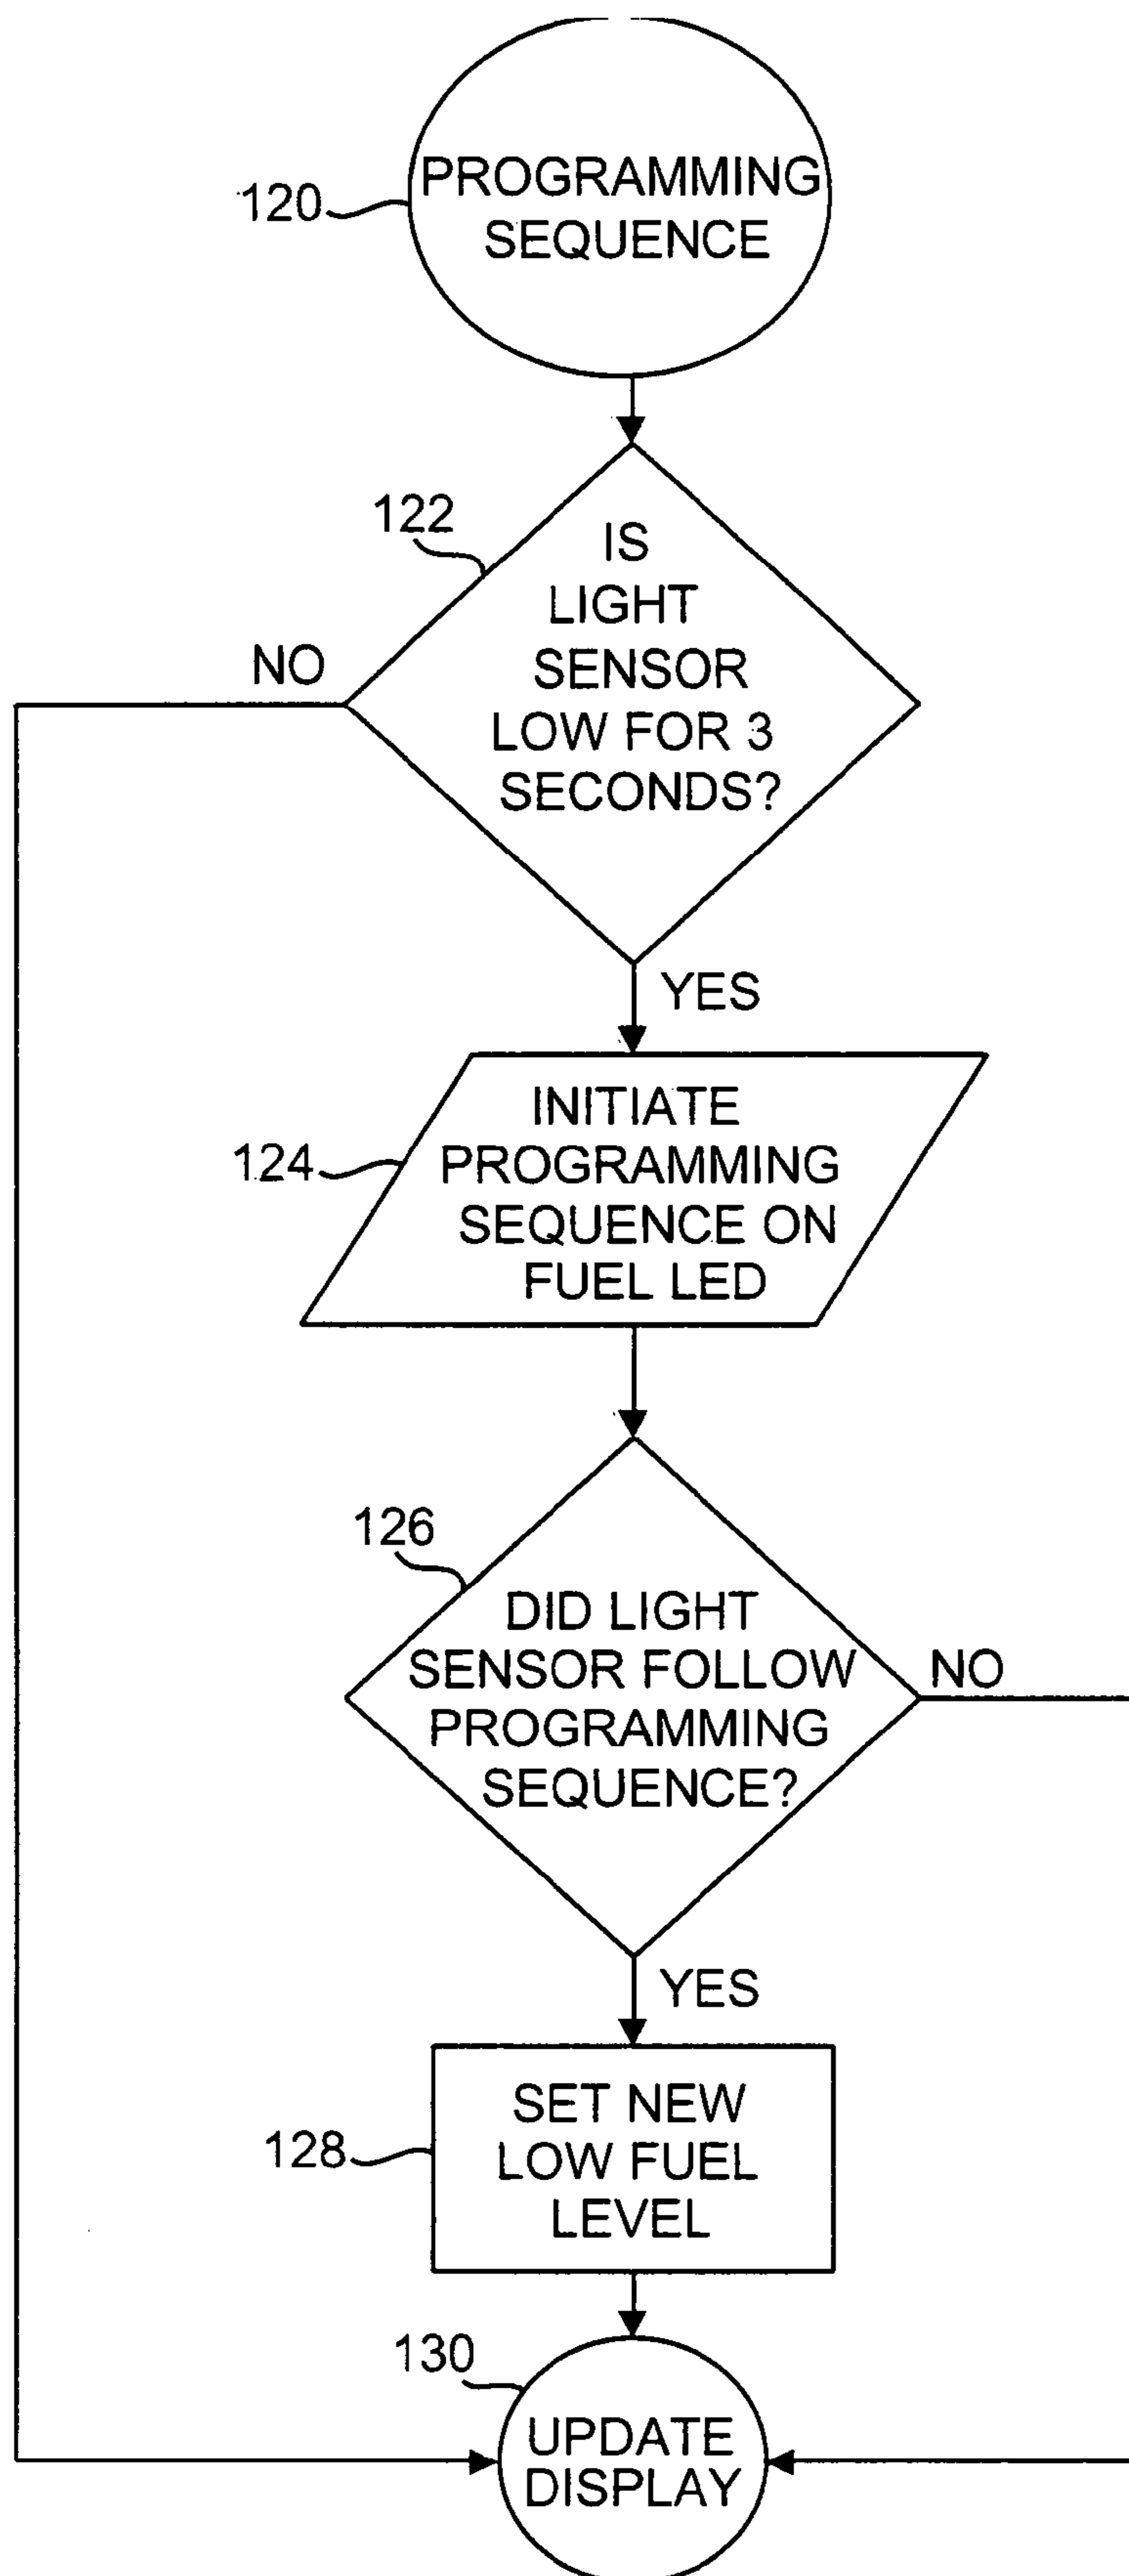 PROGRAMMING
SEQUENCE
120
122
IS
LIGHT
SENSOR
LOW FOR 3
SECONDS?
NO
YES
124
INITIATE
PROGRAMMING
SEQUENCE ON
FUEL LED
126
DID LIGHT
SENSOR FOLLOW
PROGRAMMING
SEQUENCE?
NO
YES
128
SET NEW
LOW FUEL
LEVEL
130
UPDATE
DISPLAY